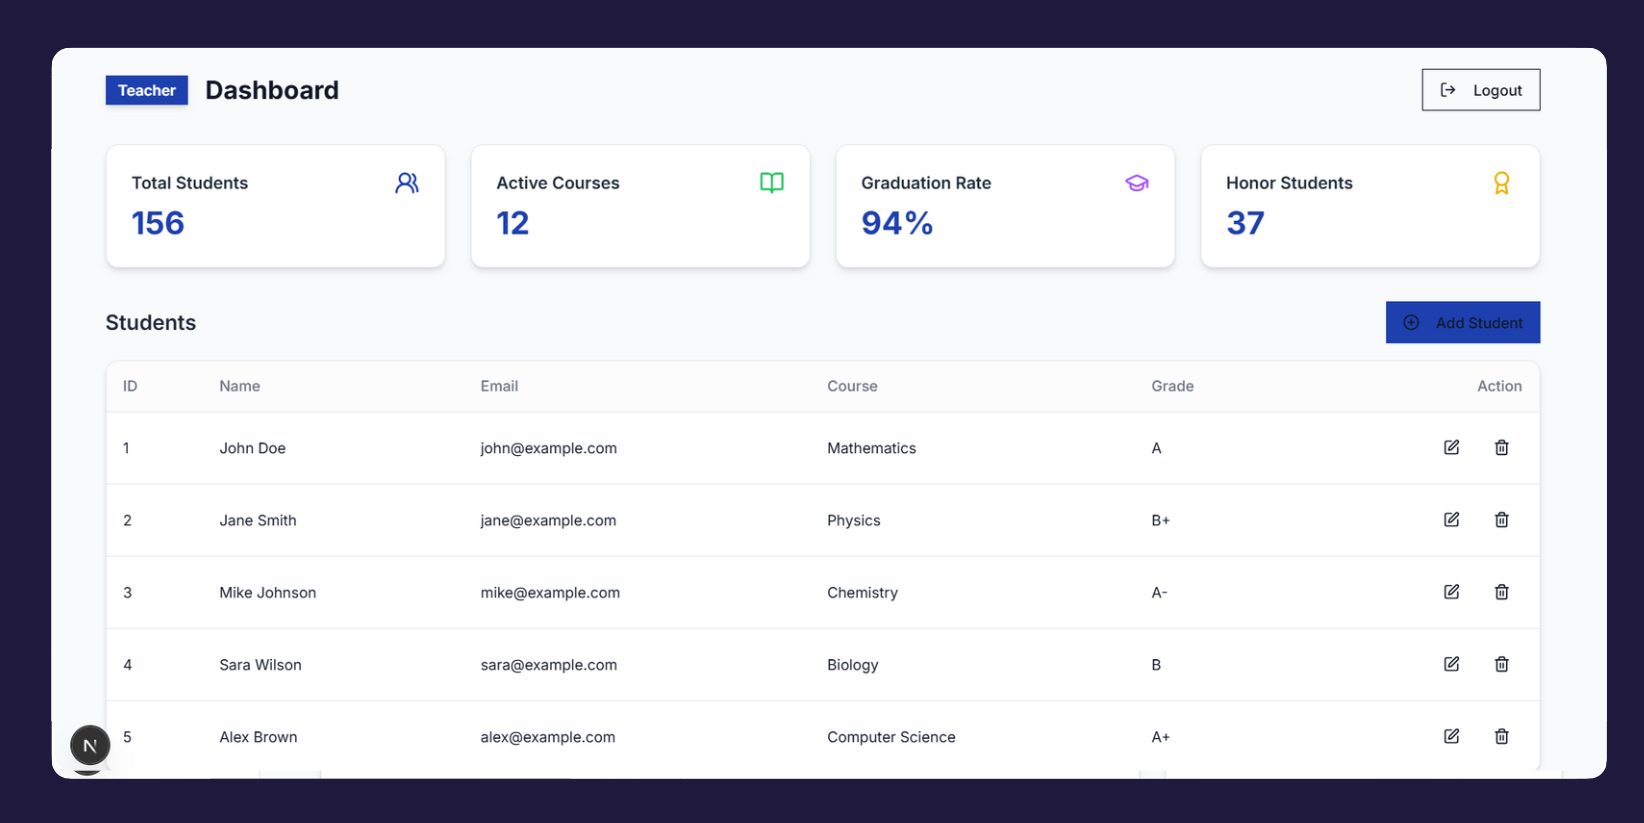 Teacher Dashboard Logout
Total Students Active Courses Graduation Rate Honor Students
156 12 94% 37
Students Add Student
ID Name Email Course Grade Action
1 John Doe john@example.com Mathematics A
2 Jane Smith jane@example.com Physics B+
3 Mike Johnson mike@example.com Chemistry A-
4 Sara Wilson sara@example.com Biology B
5 Alex Brown alex@example.com Computer Science A+
N